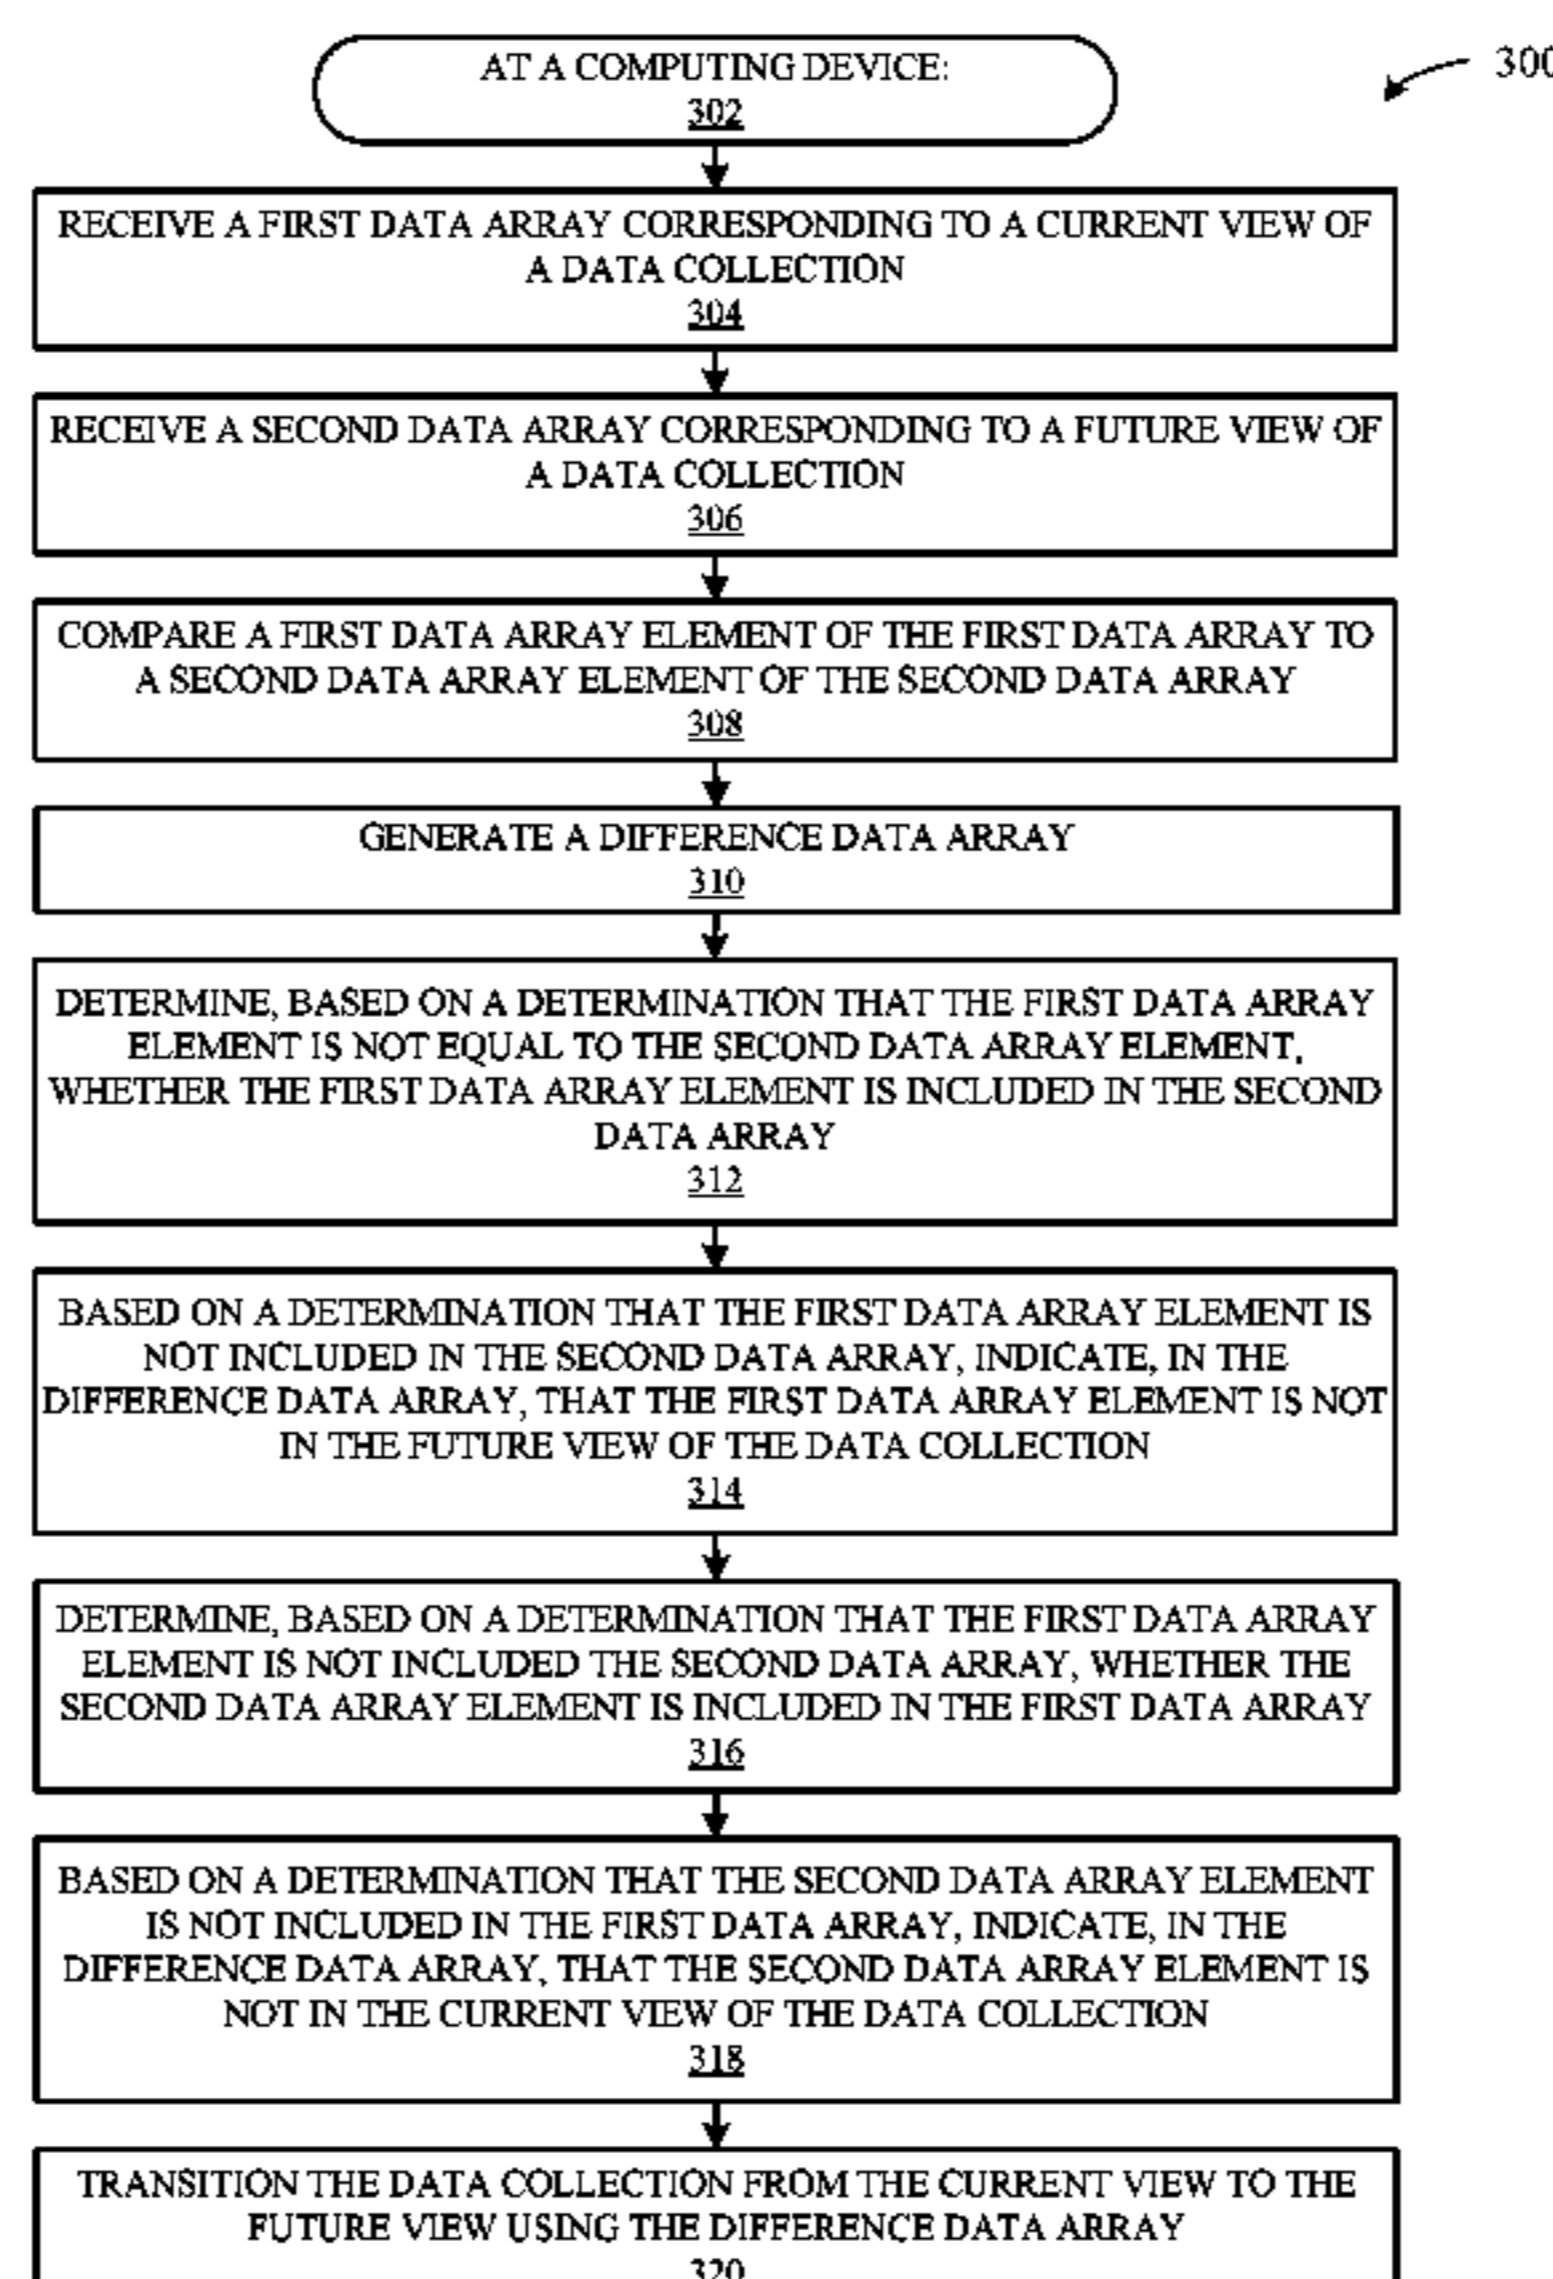 AT A COMPUTING DEVICE:
302
300
RECEIVE A FIRST DATA ARRAY CORRESPONDING TO A CURRENT VIEW OF
A DATA COLLECTION
304
RECEIVE A SECOND DATA ARRAY CORRESPONDING TO A FUTURE VIEW OF
A DATA COLLECTION
306
COMPARE A FIRST DATA ARRAY ELEMENT OF THE FIRST DATA ARRAY TO
A SECOND DATA ARRAY ELEMENT OF THE SECOND DATA ARRAY
308
GENERATE A DIFFERENCE DATA ARRAY
310
DETERMINE, BASED ON A DETERMINATION THAT THE FIRST DATA ARRAY
ELEMENT IS NOT EQUAL TO THE SECOND DATA ARRAY ELEMENT,
WHETHER THE FIRST DATA ARRAY ELEMENT IS INCLUDED IN THE SECOND
DATA ARRAY
312
BASED ON A DETERMINATION THAT THE FIRST DATA ARRAY ELEMENT IS
NOT INCLUDED IN THE SECOND DATA ARRAY, INDICATE, IN THE
DIFFERENCE DATA ARRAY, THAT THE FIRST DATA ARRAY ELEMENT IS NOT
IN THE FUTURE VIEW OF THE DATA COLLECTION
314
DETERMINE, BASED ON A DETERMINATION THAT THE FIRST DATA ARRAY
ELEMENT IS NOT INCLUDED THE SECOND DATA ARRAY, WHETHER THE
SECOND DATA ARRAY ELEMENT IS INCLUDED IN THE FIRST DATA ARRAY
316
BASED ON A DETERMINATION THAT THE SECOND DATA ARRAY ELEMENT
IS NOT INCLUDED IN THE FIRST DATA ARRAY, INDICATE, IN THE
DIFFERENCE DATA ARRAY, THAT THE SECOND DATA ARRAY ELEMENT IS
NOT IN THE CURRENT VIEW OF THE DATA COLLECTION
318
TRANSITION THE DATA COLLECTION FROM THE CURRENT VIEW TO THE
FUTURE VIEW USING THE DIFFERENCE DATA ARRAY
320